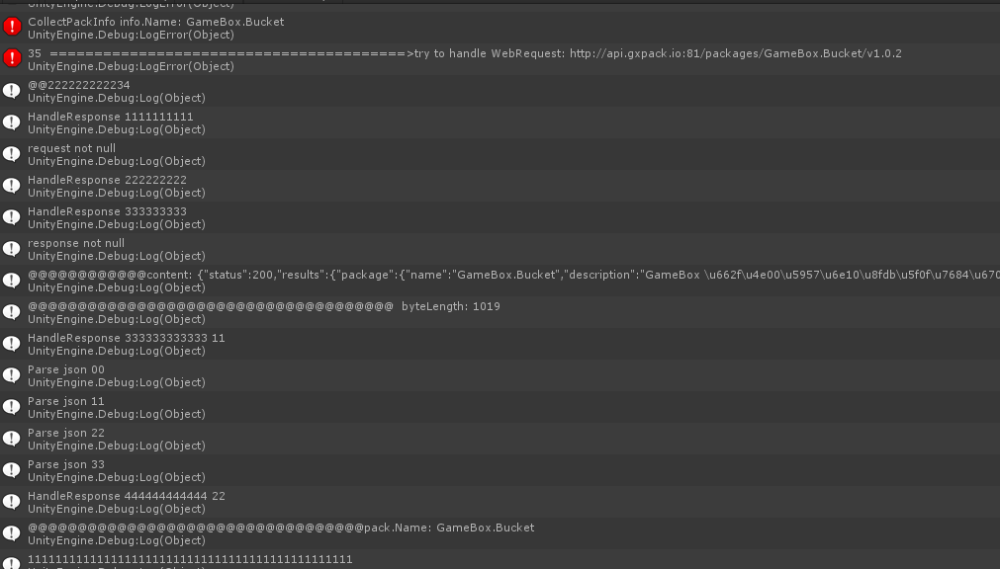 UnityEngine.Debug:LogError(Object)
CollectPackInfo info.Name: GameBox.Bucket
UnityEngine.Debug:LogError(Object)
35 ========================================>try to handle WebRequest: http://api.gxpack.io:81/packages/GameBox.Bucket/v1.0.2
UnityEngine.Debug:LogError(Object)
@@222222222234
UnityEngine.Debug:Log(Object)
HandleResponse 1111111111
UnityEngine.Debug:Log(Object)
request not null
UnityEngine.Debug:Log(Object)
HandleResponse 222222222
UnityEngine.Debug:Log(Object)
HandleResponse 333333333
UnityEngine.Debug:Log(Object)
response not null
UnityEngine.Debug:Log(Object)
@@@@@@@@@@@@content: {"status":200,"results":{"package":{"name":"GameBox.Bucket","description":"GameBox \u662f\u4e00\u5957\u6e10\u8fdb\u5f0f\u7684\u670
UnityEngine.Debug:Log(Object)
@@@@@@@@@@@@@@@@@@@@@@@@@@@@@@@@@@@@@ byteLength: 1019
UnityEngine.Debug:Log(Object)
HandleResponse 333333333333 11
UnityEngine.Debug:Log(Object)
Parse json 00
UnityEngine.Debug:Log(Object)
Parse json 11
UnityEngine.Debug:Log(Object)
Parse json 22
UnityEngine.Debug:Log(Object)
Parse json 33
UnityEngine.Debug:Log(Object)
HandleResponse 444444444444 22
UnityEngine.Debug:Log(Object)
@@@@@@@@@@@@@@@@@@@@@@@@@@@@@@@@@@pack.Name: GameBox.Bucket
UnityEngine.Debug:Log(Object)
11111111111111111111111111111111111111111111111
UnityEngine.Debug:Log(Object)